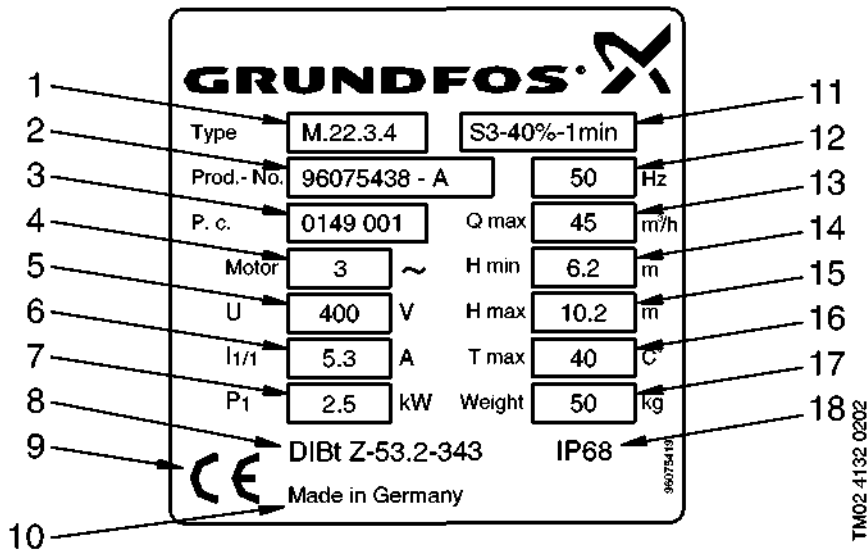 GRUNDFOS
1
2
3
4
5
6
7
8
9
10
Type M.22.3.4 S3-40%-1min
Prod.- No. 96075438 - A 50 Hz
P. c. 0149 001 Q max 45 m³/h
Motor 3 ~ H min 6.2 m
U 400 V H max 10.2 m
I1/1 5.3 A T max 40 C°
P1 2.5 kW Weight 50 kg
DIBt Z-53.2-343 IP68
CE Made in Germany
96075419
11
12
13
14
15
16
17
18
TM02 4132 0202